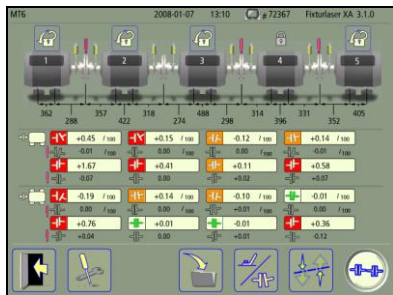 MT6 2008-01-07 13:10 # 72367 Fixturlaser XA 3.1.0
1 2 3 4 5
362 357 318 488 314 331 405
288 422 274 298 396 352
+0.45 /100 +0.15 /100 -0.12 /100 +0.14 /100
-0.01 /100 0.00 /100 0.00 /100 -0.01 /100
+1.67 +0.41 +0.11 +0.58
-0.07 0.00 +0.02 +0.07
-0.19 /100 +0.14 /100 -0.10 /100 -0.01 /100
0.00 /100 0.00 /100 -0.01 /100 0.00 /100
+0.76 +0.01 -0.01 +0.36
+0.04 0.00 +0.01 -0.12